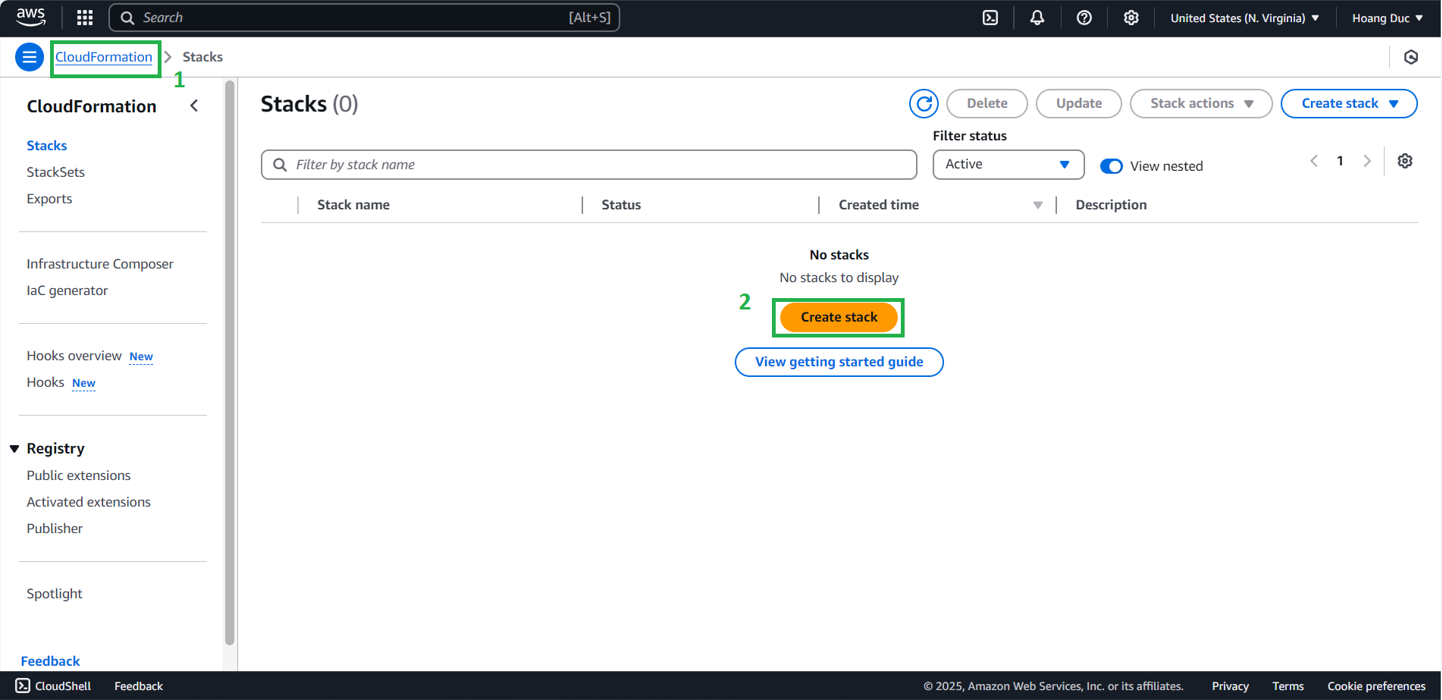 aws
Search [Alt+S] United States (N. Virginia) Hoang Duc
CloudFormation Stacks
1
CloudFormation
Stacks
StackSets
Exports
Infrastructure Composer
IaC generator
Hooks overview New
Hooks New
Registry
Public extensions
Activated extensions
Publisher
Spotlight
Feedback
Stacks (0) Delete Update Stack actions Create stack
Filter status
Filter by stack name Active View nested 1
Stack name Status Created time Description
No stacks
No stacks to display
2 Create stack
View getting started guide
CloudShell Feedback © 2025, Amazon Web Services, Inc. or its affiliates. Privacy Terms Cookie preferences